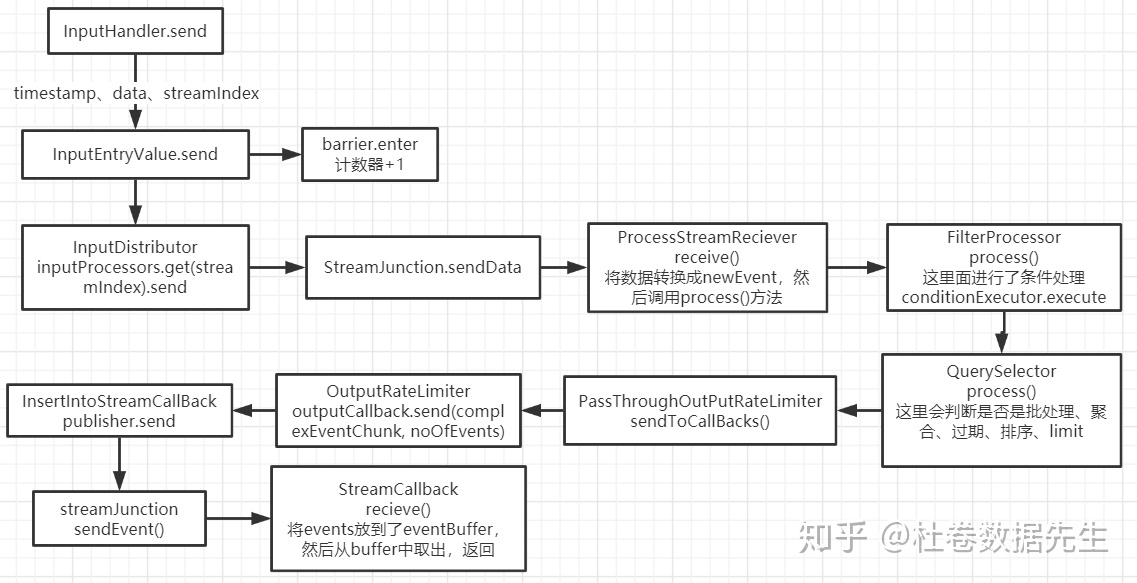 InputHandler.send
timestamp、data、streamIndex
InputEntryValue.send
barrier.enter
计数器+1
InputDistributor
inputProcessors.get(strea
mIndex).send
StreamJunction.sendData
ProcessStreamReciever
receive()
将数据转换成newEvent，然
后调用process()方法
FilterProcessor
process()
这里面进行了条件处理
conditionExecutor.execute
QuerySelector
process()
这里会判断是否是批处理、聚
合、过期、排序、limit
PassThroughOutPutRateLimiter
sendToCallBacks()
OutputRateLimiter
outputCallback.send(compl
exEventChunk, noOfEvents)
InsertIntoStreamCallBack
publisher.send
streamJunction
sendEvent()
StreamCallback
recieve()
将events放到了eventBuffer，
然后从buffer中取出，返回
知乎 @杜卷数据先生